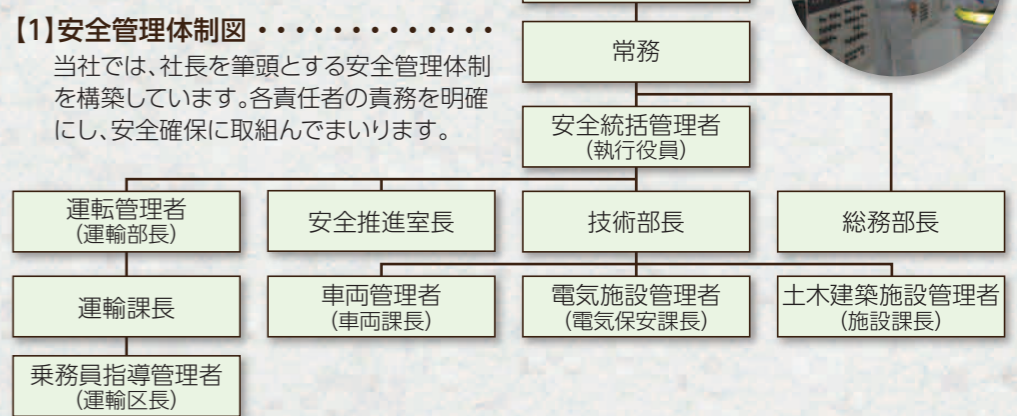 【1】安全管理体制図・・・・・・・・・・・・・
当社では、社長を筆頭とする安全管理体制
を構築しています。各責任者の責務を明確
にし、安全確保に取組んでまいります。
常務
安全統括管理者
(執行役員)
運転管理者
(運輸部長)
安全推進室長
技術部長
総務部長
運輸課長
車両管理者
(車両課長)
電気施設管理者
(電気保安課長)
土木建築施設管理者
(施設課長)
乗務員指導管理者
(運輸区長)